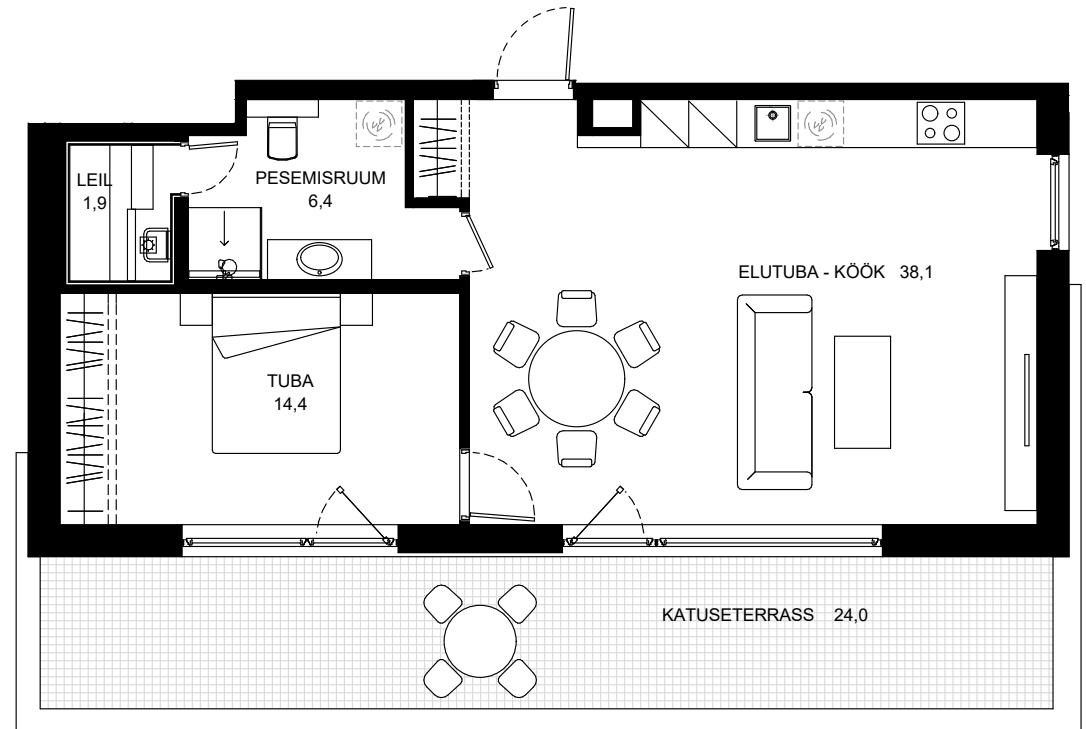 LEIL
1,9
PESEMISRUUM
6,4
ELUTUBA - KÖÖK 38,1
TUBA
14,4
KATUSETERRASS 24,0